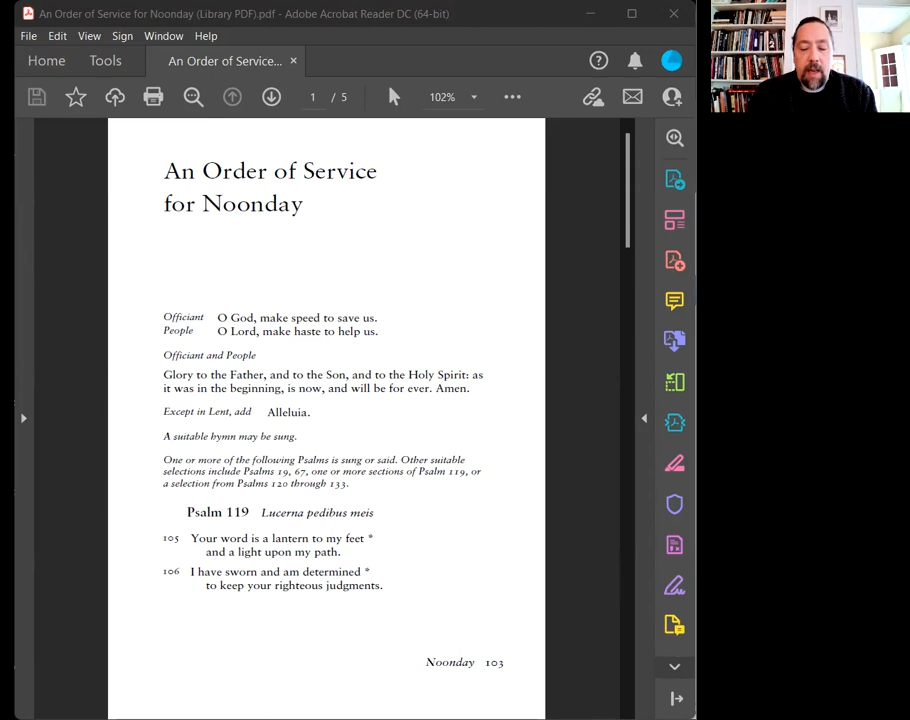 An Order of Service for Noonday (Library PDF).pdf - Adobe Acrobat Reader DC (64-bit)
File Edit View Sign Window Help
Home Tools An Order of Service... ×
1 / 5 102%
An Order of Service
for Noonday
Officiant O God, make speed to save us.
People O Lord, make haste to help us.
Officiant and People
Glory to the Father, and to the Son, and to the Holy Spirit: as
it was in the beginning, is now, and will be for ever. Amen.
Except in Lent, add Alleluia.
A suitable hymn may be sung.
One or more of the following Psalms is sung or said. Other suitable
selections include Psalms 19, 67, one or more sections of Psalm 119, or
a selection from Psalms 120 through 133.
Psalm 119 Lucerna pedibus meis
105 Your word is a lantern to my feet *
and a light upon my path.
106 I have sworn and am determined *
to keep your righteous judgments.
Noonday 103